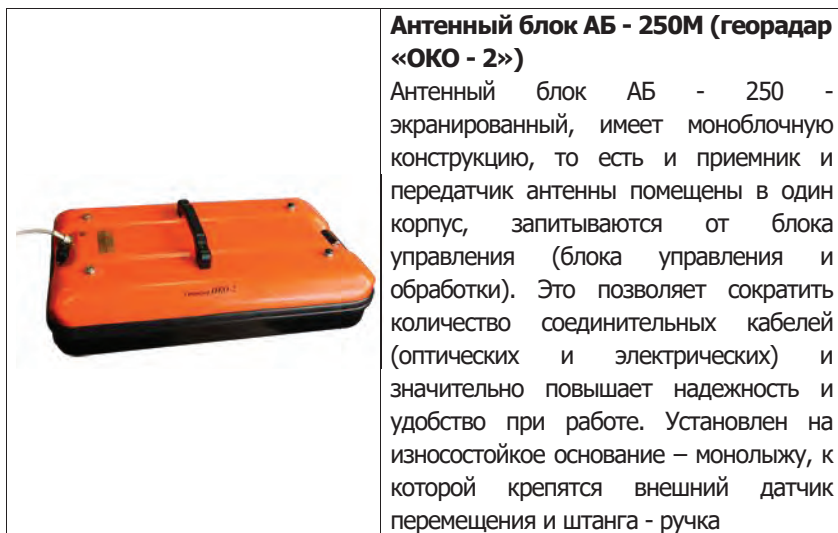 Антенный блок АБ - 250М (георадар
«ОКО - 2»)
Антенный блок АБ - 250 -
экранированный, имеет моноблочную
конструкцию, то есть и приемник и
передатчик антенны помещены в один
корпус, запитываются от блока
управления (блока управления и
обработки). Это позволяет сократить
количество соединительных кабелей
(оптических и электрических) и
значительно повышает надежность и
удобство при работе. Установлен на
износостойкое основание – монолыжу, к
которой крепятся внешний датчик
перемещения и штанга - ручка
ОКО-2